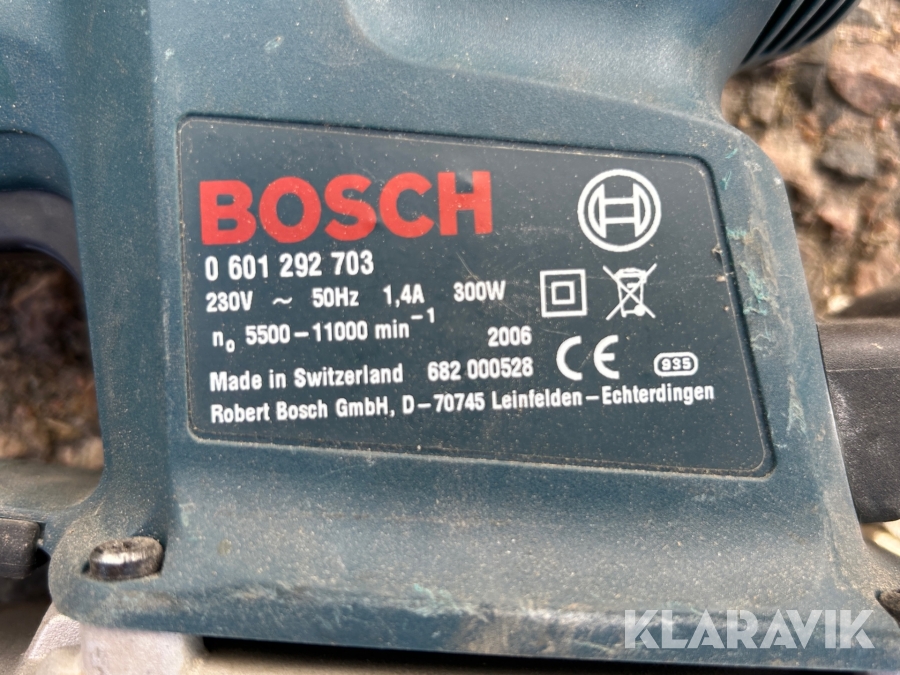 BOSCH
0 601 292 703
230V ~ 50Hz 1,4A 300W
n₀ 5500–11000 min⁻¹ 2006
Made in Switzerland 682 000528 CE 935
Robert Bosch GmbH, D–70745 Leinfelden–Echterdingen
KLARAVIK